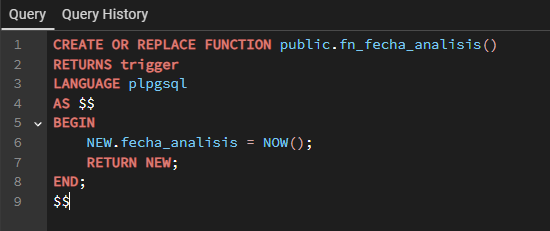 Query Query History
1 CREATE OR REPLACE FUNCTION public.fn_fecha_analisis()
2 RETURNS trigger
3 LANGUAGE plpgsql
4 AS $$
5 BEGIN
6 NEW.fecha_analisis = NOW();
7 RETURN NEW;
8 END;
9 $$